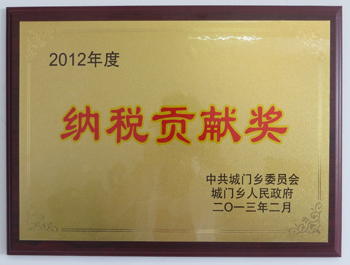 2012年度
纳税贡献奖
中共城门乡委员会
城门乡人民政府
二〇一三年二月